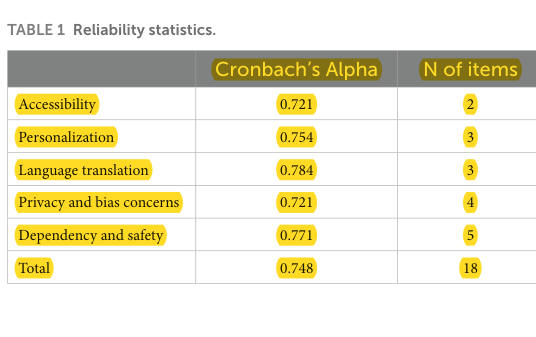 TABLE 1 Reliability statistics.
Cronbach's Alpha N of items
Accessibility 0.721 2
Personalization 0.754 3
Language translation 0.784 3
Privacy and bias concerns 0.721 4
Dependency and safety 0.771 5
Total 0.748 18